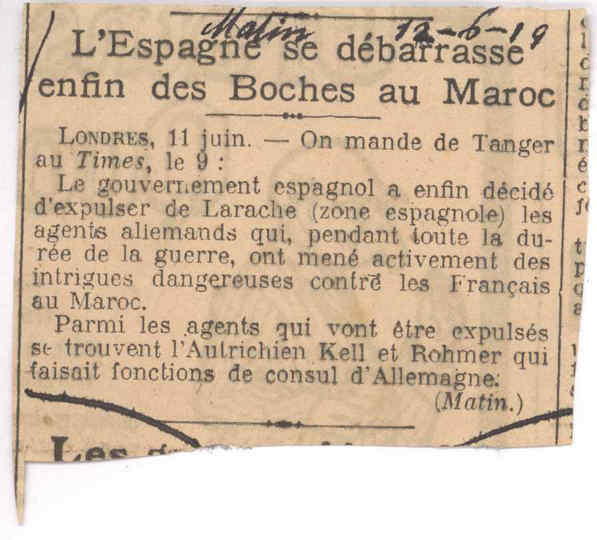 Matin 12-6-19
L'Espagne se débarrasse
enfin des Boches au Maroc
LONDRES, 11 juin. — On mande de Tanger
au Times, le 9 :
Le gouvernement espagnol a enfin décidé
d'expulser de Larache (zone espagnole) les
agents allemands qui, pendant toute la du-
rée de la guerre, ont mené activement des
intrigues dangereuses contre les Français
au Maroc.
Parmi les agents qui vont être expulsés
se trouvent l'Autrichien Kell et Rohmer qui
faisait fonctions de consul d'Allemagne.
(Matin.)
Les